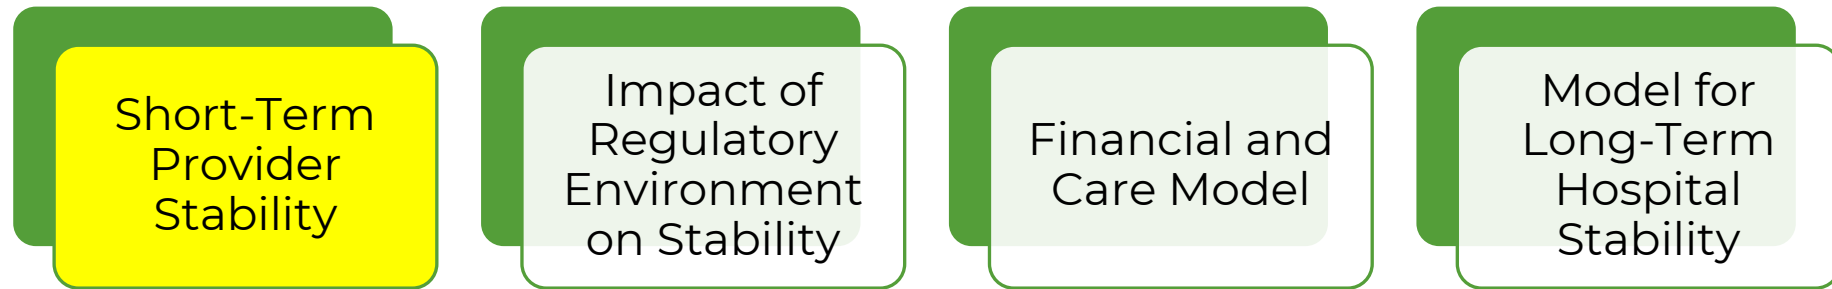 Short-Term
Provider
Stability
Impact of
Regulatory
Environment
on Stability
Financial and
Care Model
Model for
Long-Term
Hospital
Stability